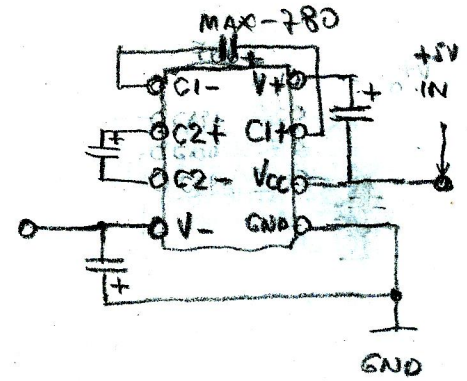 MAX-780
+5V
IN
C1- V+
C2+ C1+
C2- VCC
V- GND
GND